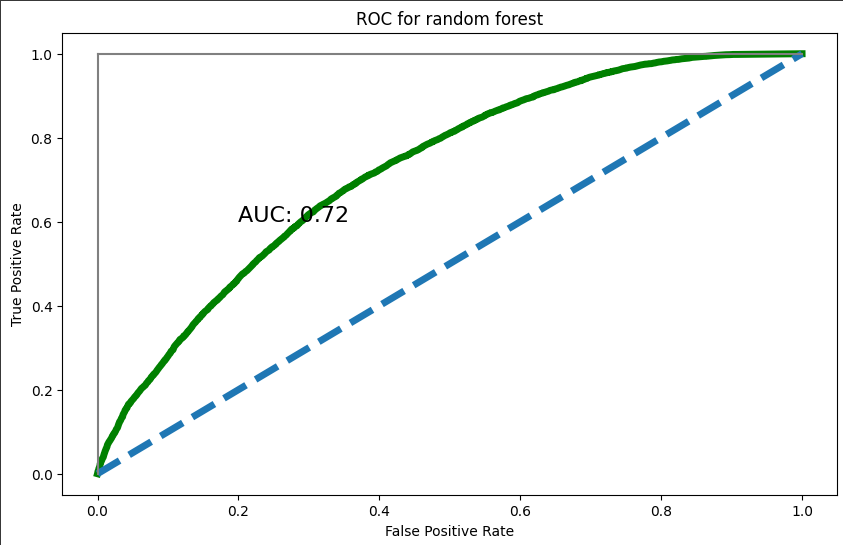 ROC for random forest
1.0
0.8
0.6
0.4
0.2
0.0
True Positive Rate
AUC: 0.72
0.0 0.2 0.4 0.6 0.8 1.0
False Positive Rate